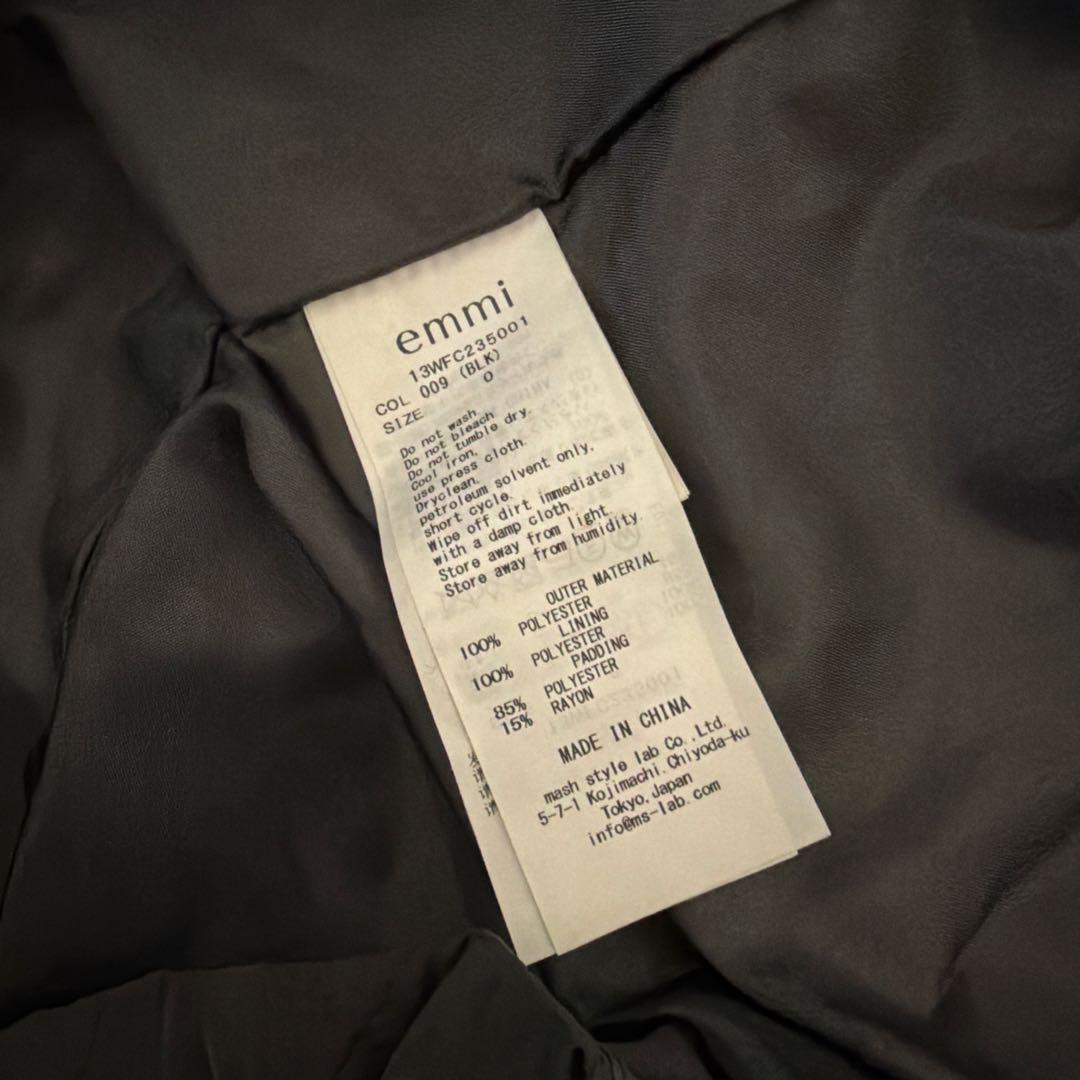 emmi
13WFC235001
COL 009 (BLK)
SIZE 0
Do not wash.
Do not bleach
Do not tumble dry.
Cool iron.
use press cloth.
Dryclean.
petroleum solvent only.
short cycle.
Wipe off dirt immediately
with a damp cloth.
Store away from light.
Store away from humidity.
OUTER MATERIAL
100% POLYESTER
LINING
100% POLYESTER
PADDING
85% POLYESTER
15% RAYON
MADE IN CHINA
mash style lab Co.,Ltd.
5-7-1 Kojimachi.Chiyoda-ku
Tokyo.Japan
info@ms-lab.com